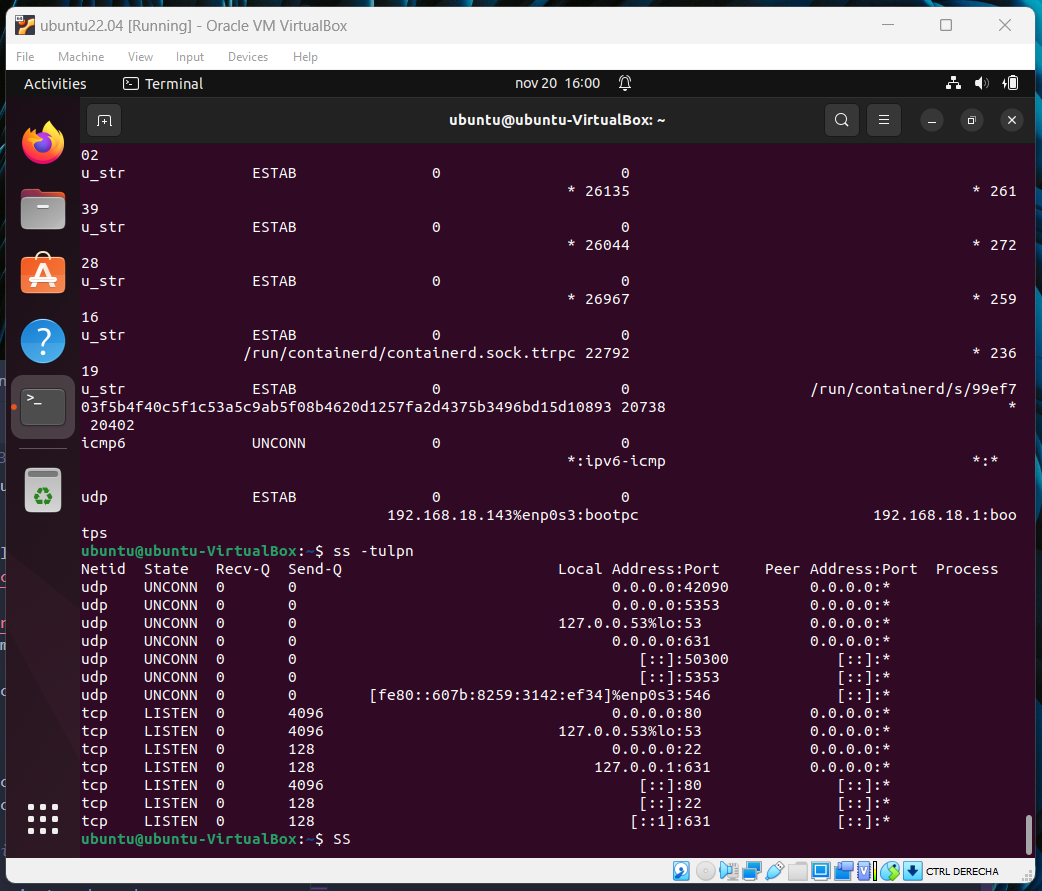 ubuntu22.04 [Running] - Oracle VM VirtualBox
File Machine View Input Devices Help
Activities Terminal nov 20 16:00
ubuntu@ubuntu-VirtualBox: ~
02
u_str ESTAB 0 0
* 26135 * 261
39
u_str ESTAB 0 0
* 26044 * 272
28
u_str ESTAB 0 0
* 26967 * 259
16
u_str ESTAB 0 0
/run/containerd/containerd.sock.ttrpc 22792 * 236
19
u_str ESTAB 0 0 /run/containerd/s/99ef7
03f5b4f40c5f1c53a5c9ab5f08b4620d1257fa2d4375b3496bd15d10893 20738 *
20402
icmp6 UNCONN 0 0
*:ipv6-icmp *:*
udp ESTAB 0 0
192.168.18.143%enp0s3:bootpc 192.168.18.1:boo
tps
ubuntu@ubuntu-VirtualBox:~$ ss -tulpn
Netid State Recv-Q Send-Q Local Address:Port Peer Address:Port Process
udp UNCONN 0 0 0.0.0.0:42090 0.0.0.0:*
udp UNCONN 0 0 0.0.0.0:5353 0.0.0.0:*
udp UNCONN 0 0 127.0.0.53%lo:53 0.0.0.0:*
udp UNCONN 0 0 0.0.0.0:631 0.0.0.0:*
udp UNCONN 0 0 [::]:50300 [::]:*
udp UNCONN 0 0 [::]:5353 [::]:*
udp UNCONN 0 0 [fe80::607b:8259:3142:ef34]%enp0s3:546 [::]:*
tcp LISTEN 0 4096 0.0.0.0:80 0.0.0.0:*
tcp LISTEN 0 4096 127.0.0.53%lo:53 0.0.0.0:*
tcp LISTEN 0 128 0.0.0.0:22 0.0.0.0:*
tcp LISTEN 0 128 127.0.0.1:631 0.0.0.0:*
tcp LISTEN 0 4096 [::]:80 [::]:*
tcp LISTEN 0 128 [::]:22 [::]:*
tcp LISTEN 0 128 [::1]:631 [::]:*
ubuntu@ubuntu-VirtualBox:~$ SS
CTRL DERECHA